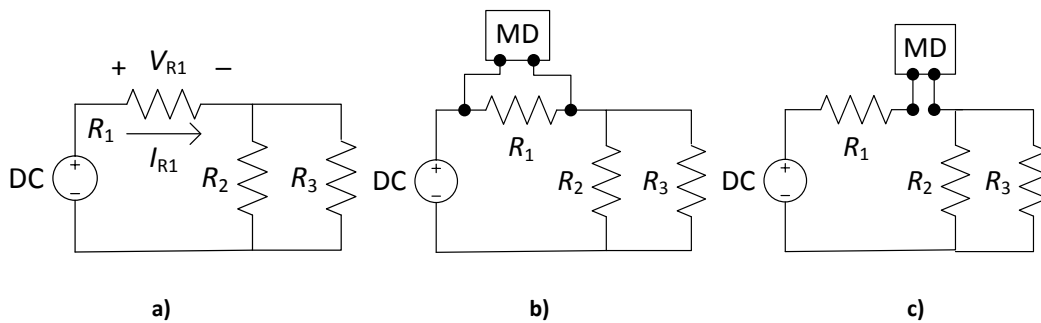 MD
MD
+ V_R1 −
R1
I_R1
R1
R1
DC
+
−
R2
R3
DC
+
−
R2
R3
DC
+
−
R2
R3
a)
b)
c)